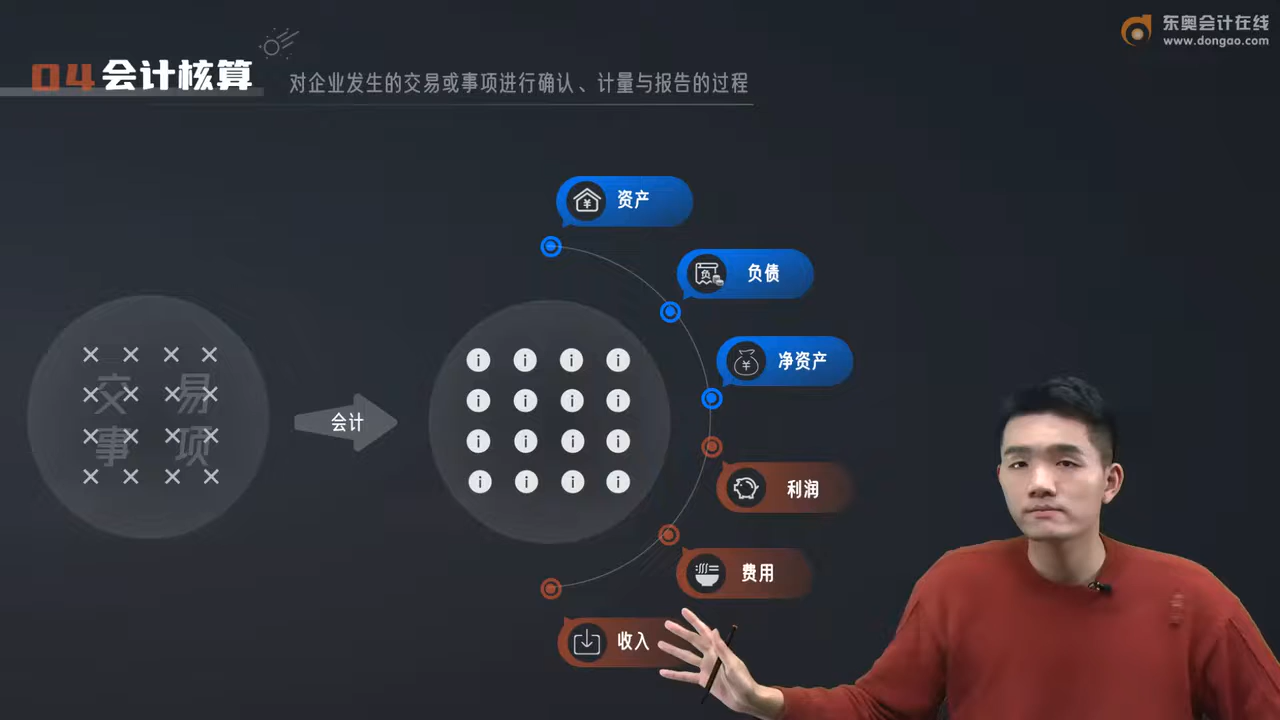 东奥会计在线
www.dongao.com
04 会计核算
对企业发生的交易或事项进行确认、计量与报告的过程
资产
负债
净资产
利润
费用
收入
交易
事项
会计